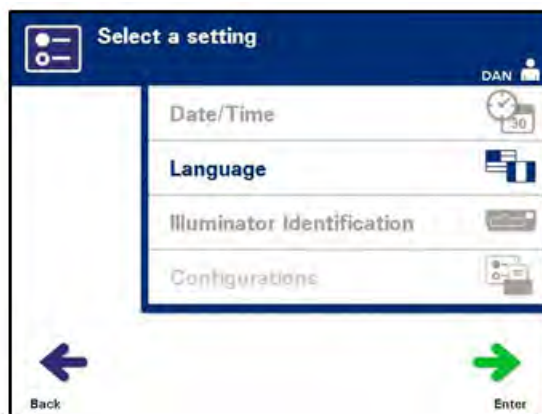 Select a setting
DAN
Date/Time
30
Language
Illuminator Identification
Configurations
Back
Enter